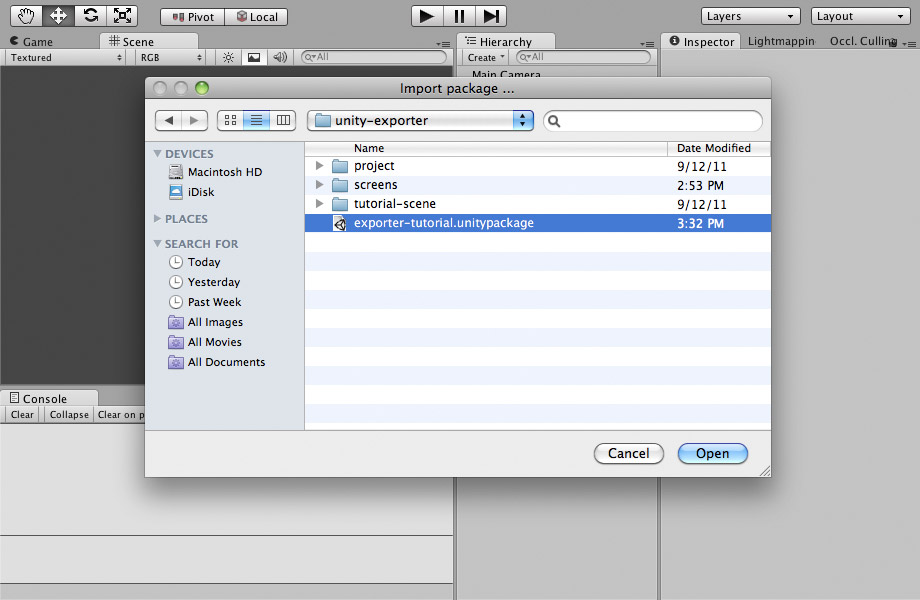 Pivot Local Layers Layout
Game Scene Hierarchy Inspector Lightmappin Occl. Culling
Textured RGB All Create All
Main Camera
Import package ...
unity-exporter
DEVICES
Macintosh HD
iDisk
PLACES
SEARCH FOR
Today
Yesterday
Past Week
All Images
All Movies
All Documents
Name Date Modified
project 9/12/11
screens 2:53 PM
tutorial-scene 9/12/11
exporter-tutorial.unitypackage 3:32 PM
Cancel Open
Console
Clear Collapse Clear on p